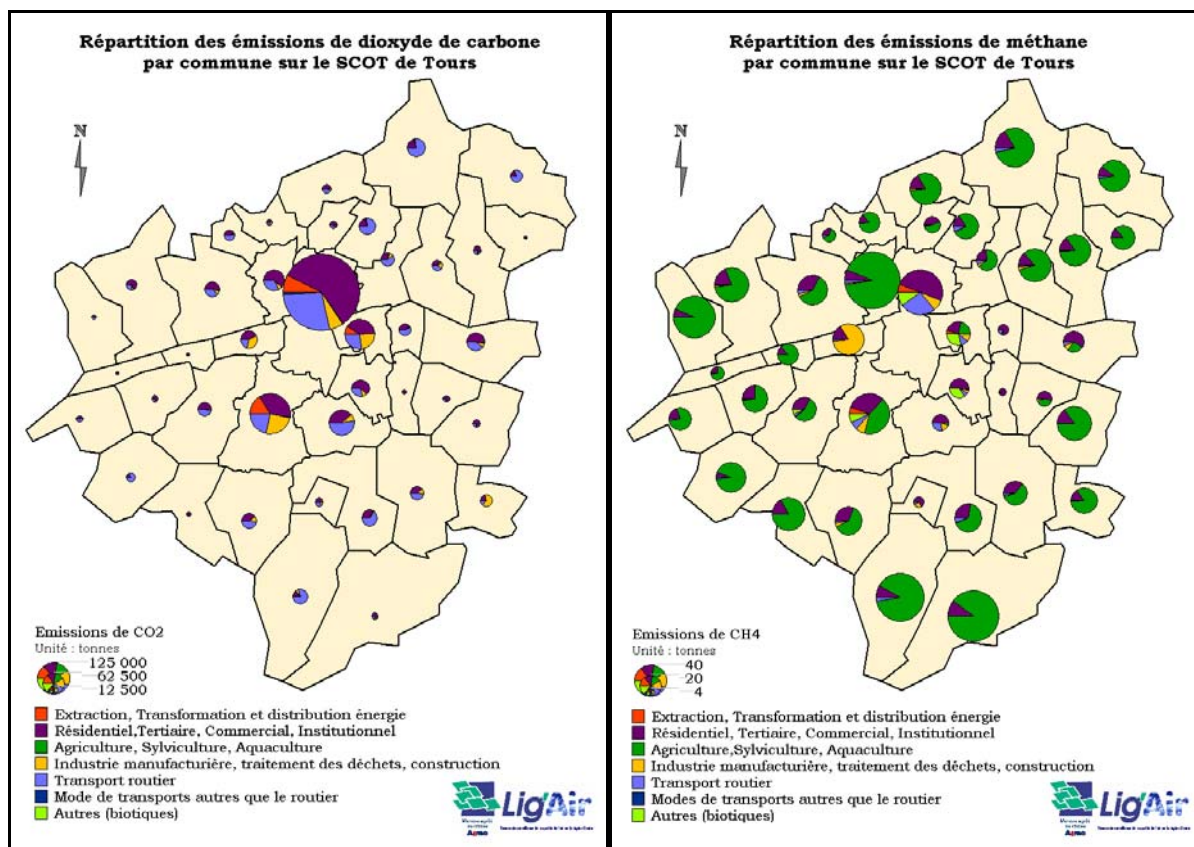 Répartition des émissions de dioxyde de carbone
par commune sur le SCOT de Tours
N
Emissions de CO2
Unité : tonnes
125 000
62 500
12 500
Extraction, Transformation et distribution énergie
Résidentiel,Tertiaire, Commercial, Institutionnel
Agriculture, Sylviculture, Aquaculture
Industrie manufacturière, traitement des déchets, construction
Transport routier
Mode de transports autres que le routier
Autres (biotiques)
Lig'Air
Répartition des émissions de méthane
par commune sur le SCOT de Tours
N
Emissions de CH4
Unité : tonnes
40
20
4
Extraction, Transformation et distribution énergie
Résidentiel, Tertiaire, Commercial, Institutionnel
Agriculture,Sylviculture, Aquaculture
Industrie manufacturière, traitement des déchets, construction
Transport routier
Modes de transports autres que le routier
Autres (biotiques)
Lig'Air